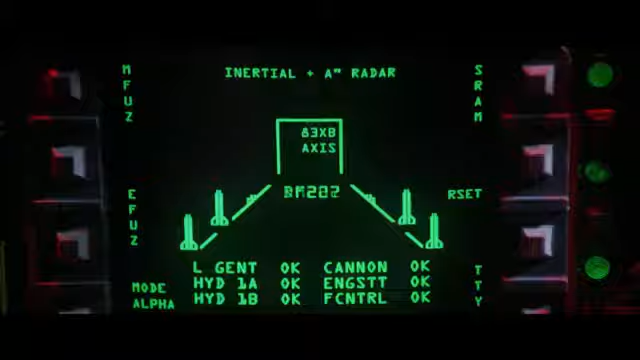 MFUZ
INERTIAL + A" RADAR
SRAM
83XB
AXIS
BM202
RSET
EFUZ
L GENT OK CANNON OK
HYD 1A OK ENGSTT OK
HYD 1B OK FCNTRL OK
MODE
ALPHA
TTY